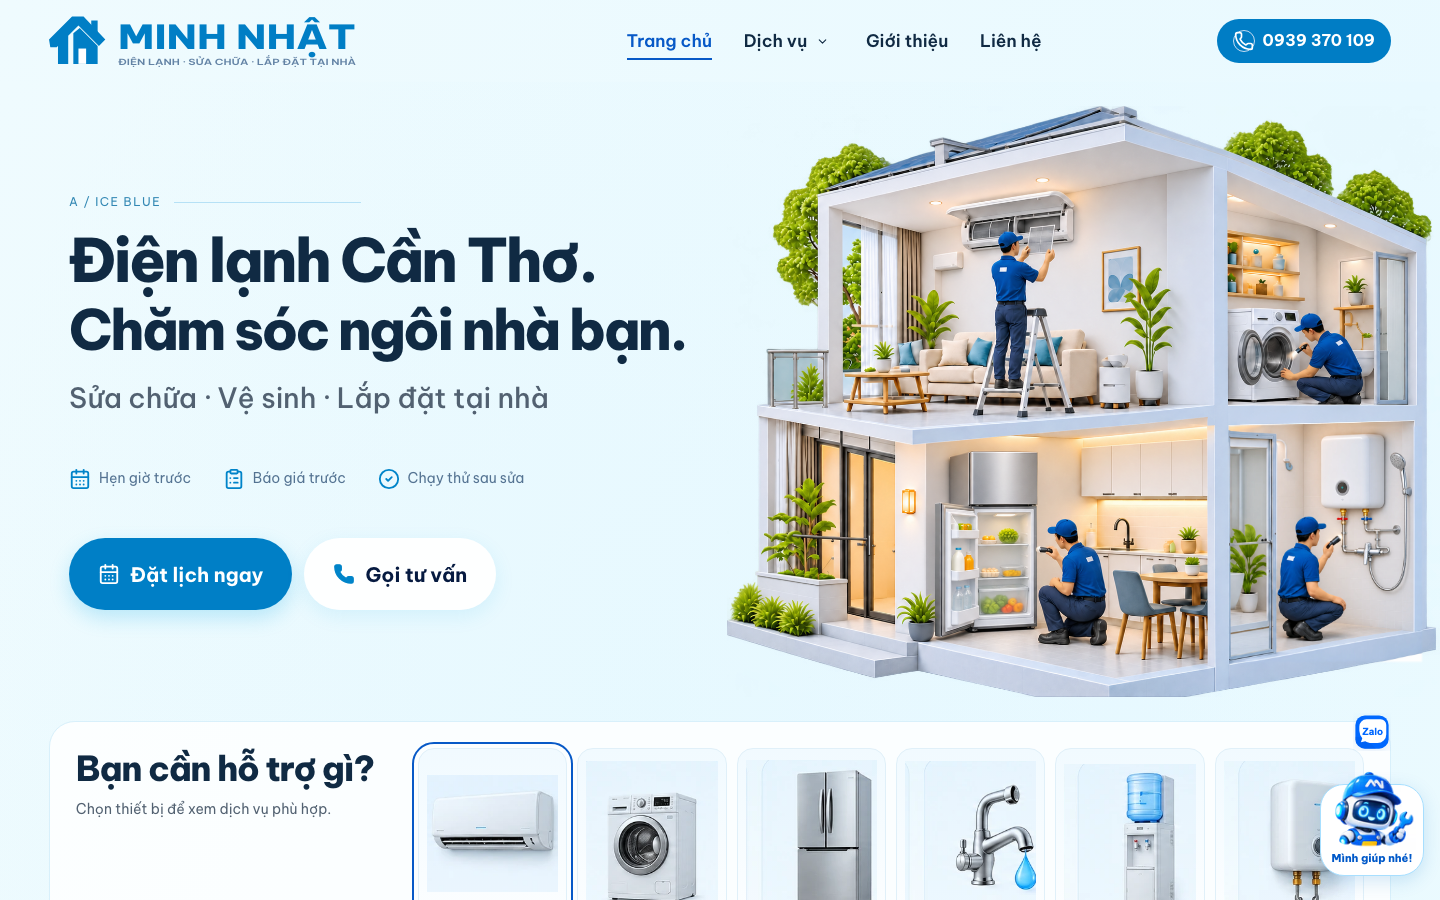 MINH NHẬT
ĐIỆN LẠNH · SỬA CHỮA · LẮP ĐẶT TẠI NHÀ
Trang chủ
Dịch vụ
Giới thiệu
Liên hệ
0939 370 109
A / ICE BLUE
Điện lạnh Cần Thơ.
Chăm sóc ngôi nhà bạn.
Sửa chữa · Vệ sinh · Lắp đặt tại nhà
Hẹn giờ trước
Báo giá trước
Chạy thử sau sửa
Đặt lịch ngay
Gọi tư vấn
Bạn cần hỗ trợ gì?
Chọn thiết bị để xem dịch vụ phù hợp.
Zalo
Mình giúp nhé!